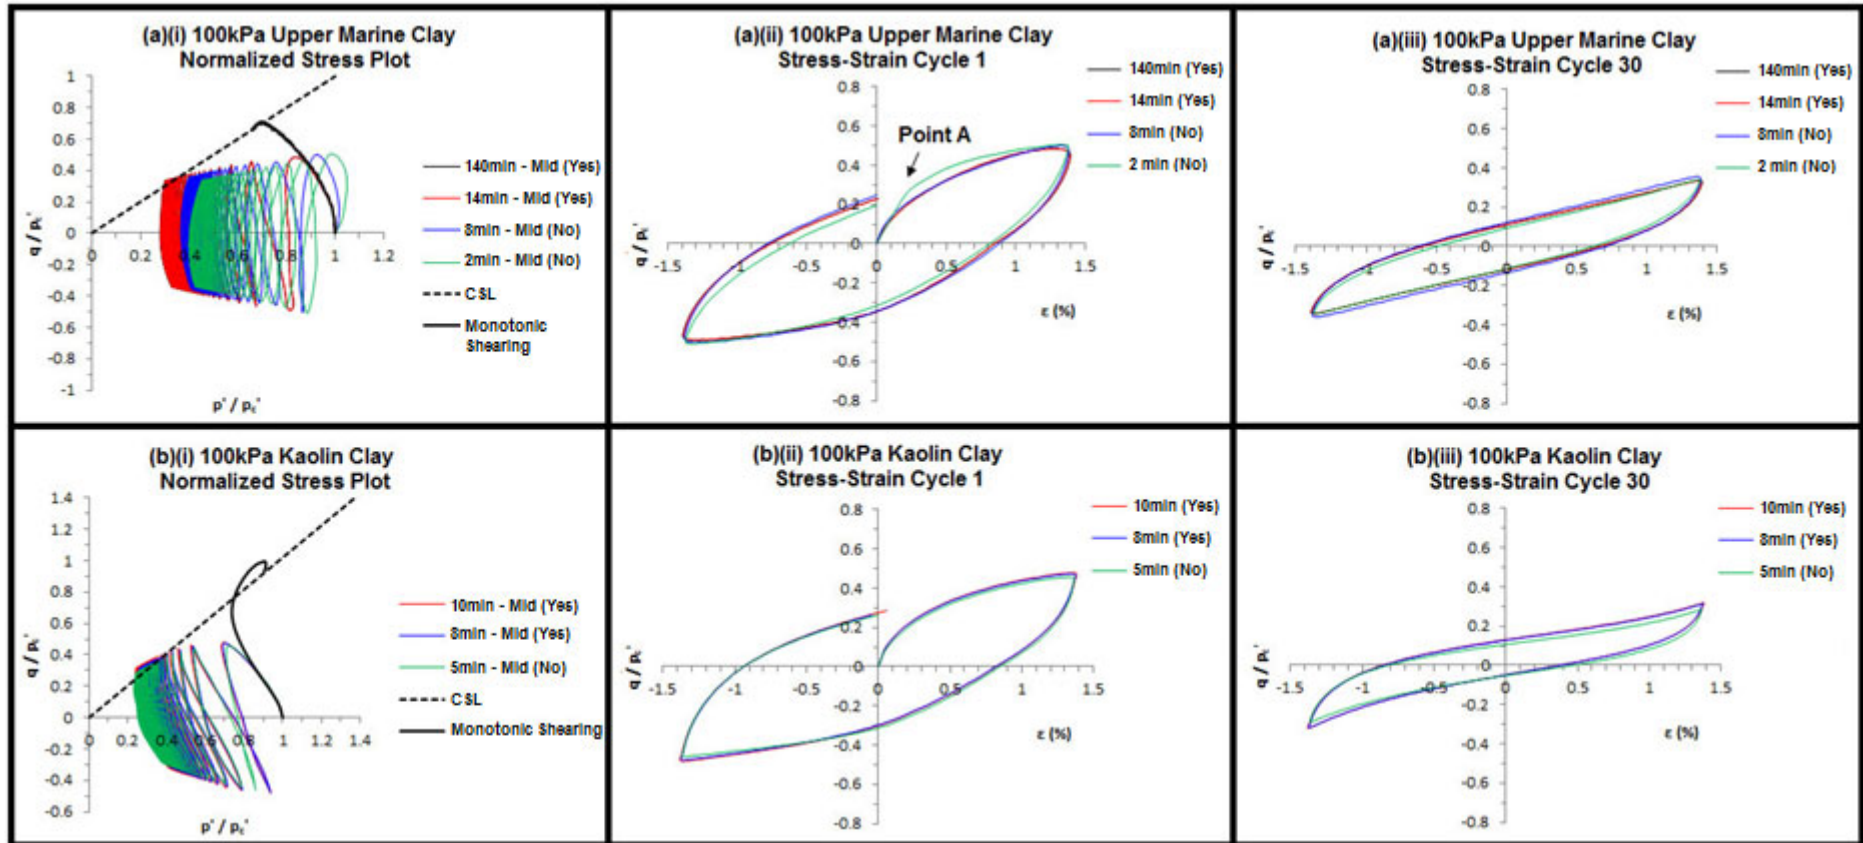 (a)(i) 100kPa Upper Marine Clay
Normalized Stress Plot
1
0.8
0.6
0.4
0.2
0
-0.2
-0.4
-0.6
-0.8
-1
0.2
0.4
0.6
0.8
1
1.2
q / pc'
p' / pc'
140min - Mid (Yes)
14min - Mid (Yes)
8min - Mid (No)
2min - Mid (No)
CSL
Monotonic
Shearing
(a)(ii) 100kPa Upper Marine Clay
Stress-Strain Cycle 1
140min (Yes)
14min (Yes)
8min (No)
2 min (No)
Point A
0.8
0.6
0.4
0.2
0
-0.2
-0.4
-0.6
-0.8
-1.5
-1
-0.5
0
0.5
1
1.5
q / pc'
ε (%)
(a)(iii) 100kPa Upper Marine Clay
Stress-Strain Cycle 30
140min (Yes)
14min (Yes)
8min (No)
2 min (No)
0.8
0.6
0.4
0.2
0
-0.2
-0.4
-0.6
-0.8
-1.5
-1
-0.5
0
0.5
1
1.5
q / pc'
ε (%)
(b)(i) 100kPa Kaolin Clay
Normalized Stress Plot
1.4
1.2
1
0.8
0.6
0.4
0.2
0
-0.2
-0.4
-0.6
0
0.2
0.4
0.6
0.8
1
1.2
1.4
q / pc'
p' / pc'
10min - Mid (Yes)
8min - Mid (Yes)
5min - Mid (No)
CSL
Monotonic Shearing
(b)(ii) 100kPa Kaolin Clay
Stress-Strain Cycle 1
10min (Yes)
8min (Yes)
5min (No)
0.8
0.6
0.4
0.2
0
-0.2
-0.4
-0.6
-0.8
-1.5
-1
-0.5
0
0.5
1
1.5
q / pc'
ε (%)
(b)(iii) 100kPa Kaolin Clay
Stress-Strain Cycle 30
10min (Yes)
8min (Yes)
5min (No)
0.8
0.6
0.4
0.2
0
-0.2
-0.4
-0.6
-0.8
-1.5
-1
-0.5
0
0.5
1
1.5
q / pc'
ε (%)